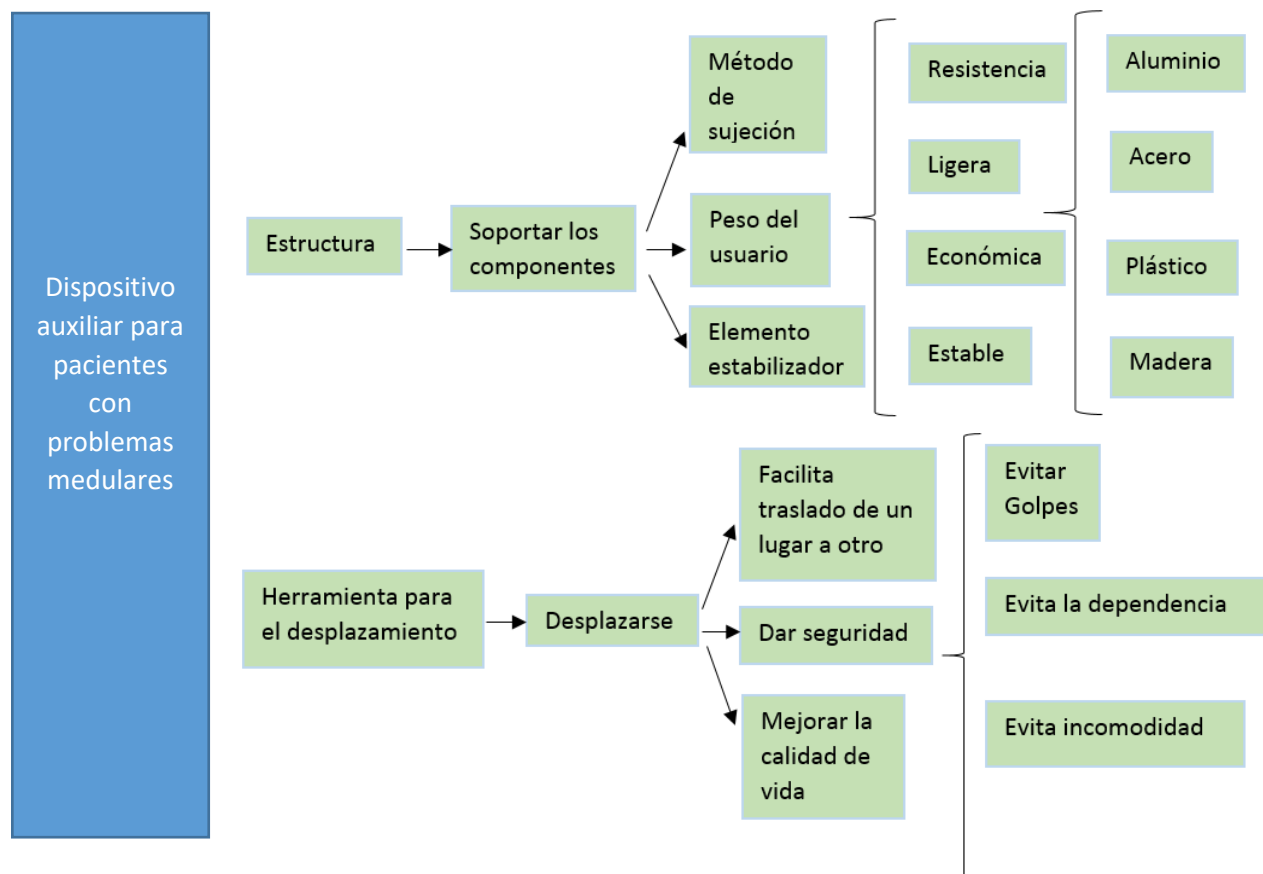 Dispositivo
auxiliar para
pacientes
con
problemas
medulares
Estructura
Soportar los
componentes
Método
de
sujeción
Peso del
usuario
Elemento
estabilizador
Resistencia
Ligera
Económica
Estable
Aluminio
Acero
Plástico
Madera
Herramienta para
el desplazamiento
Desplazarse
Facilita
traslado de un
lugar a otro
Dar seguridad
Mejorar la
calidad de
vida
Evitar
Golpes
Evita la dependencia
Evita incomodidad